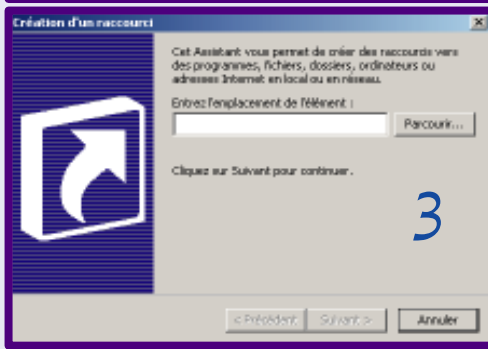 Création d'un raccourci
Cet Assistant vous permet de créer des raccourcis vers
des programmes, fichiers, dossiers, ordinateurs ou
adresses Internet en local ou en réseau.
Entrez l'emplacement de l'élément :
Parcourir...
Cliquez sur Suivant pour continuer.
3
< Précédent Suivant > Annuler